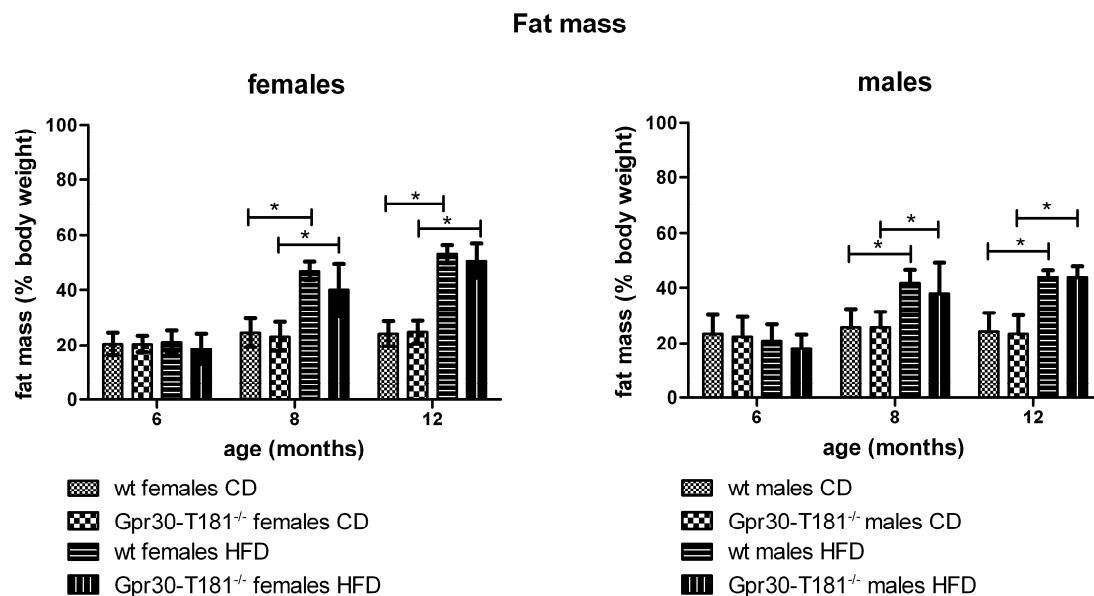 Fat mass
females
fat mass (% body weight)
100
80
60
40
20
0
*
*
*
*
6
8
12
age (months)
wt females CD
Gpr30-T181-/- females CD
wt females HFD
Gpr30-T181-/- females HFD
males
fat mass (% body weight)
100
80
60
40
20
0
*
*
*
*
6
8
12
age (months)
wt males CD
Gpr30-T181-/- males CD
wt males HFD
Gpr30-T181-/- males HFD